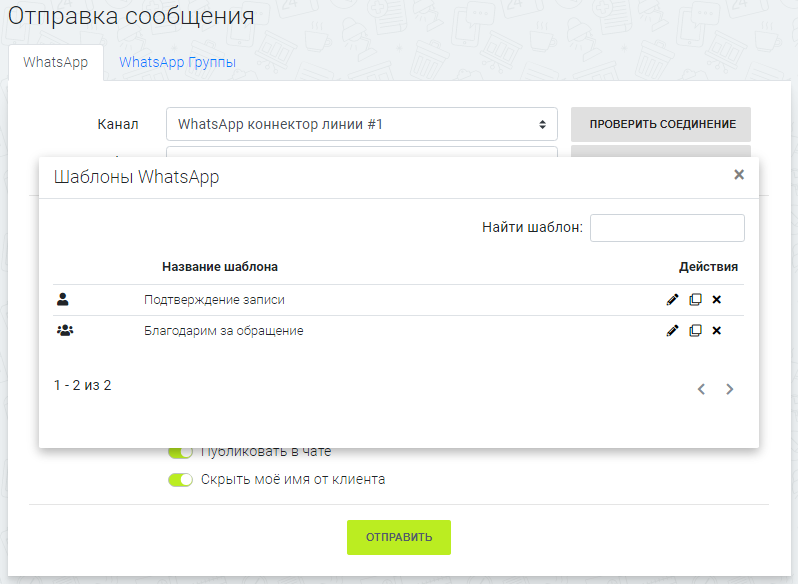 Отправка сообщения
WhatsApp WhatsApp Группы
Канал WhatsApp коннектор линии #1 ПРОВЕРИТЬ СОЕДИНЕНИЕ
Шаблоны WhatsApp ×
Найти шаблон:
Название шаблона Действия
Подтверждение записи
Благодарим за обращение
1 - 2 из 2
Публиковать в чате
Скрыть моё имя от клиента
ОТПРАВИТЬ